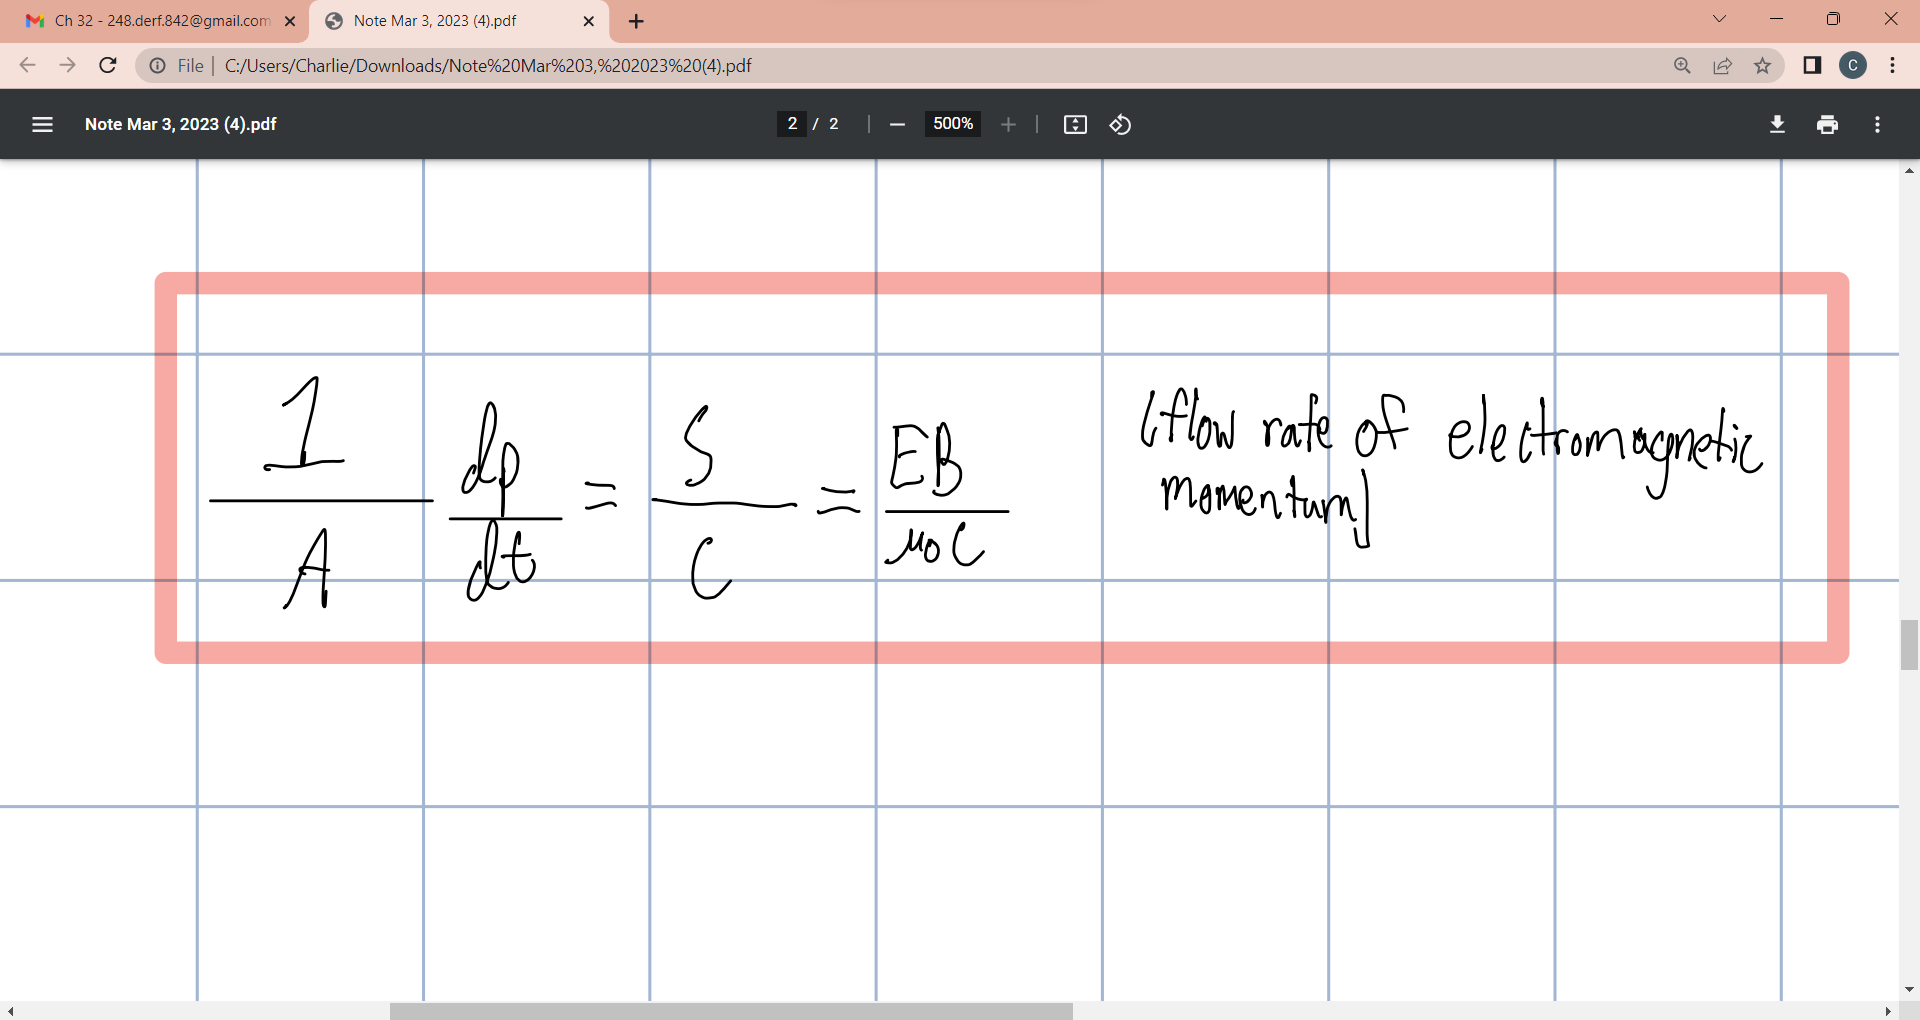 Ch 32 - 248.derf.842@gmail.com
Note Mar 3, 2023 (4).pdf
File | C:/Users/Charlie/Downloads/Note%20Mar%203,%202023%20(4).pdf
C
Note Mar 3, 2023 (4).pdf
2 / 2
500%
1/A dp/dt = S/C = EB/μ0C
(flow rate of electromagnetic
momentum]